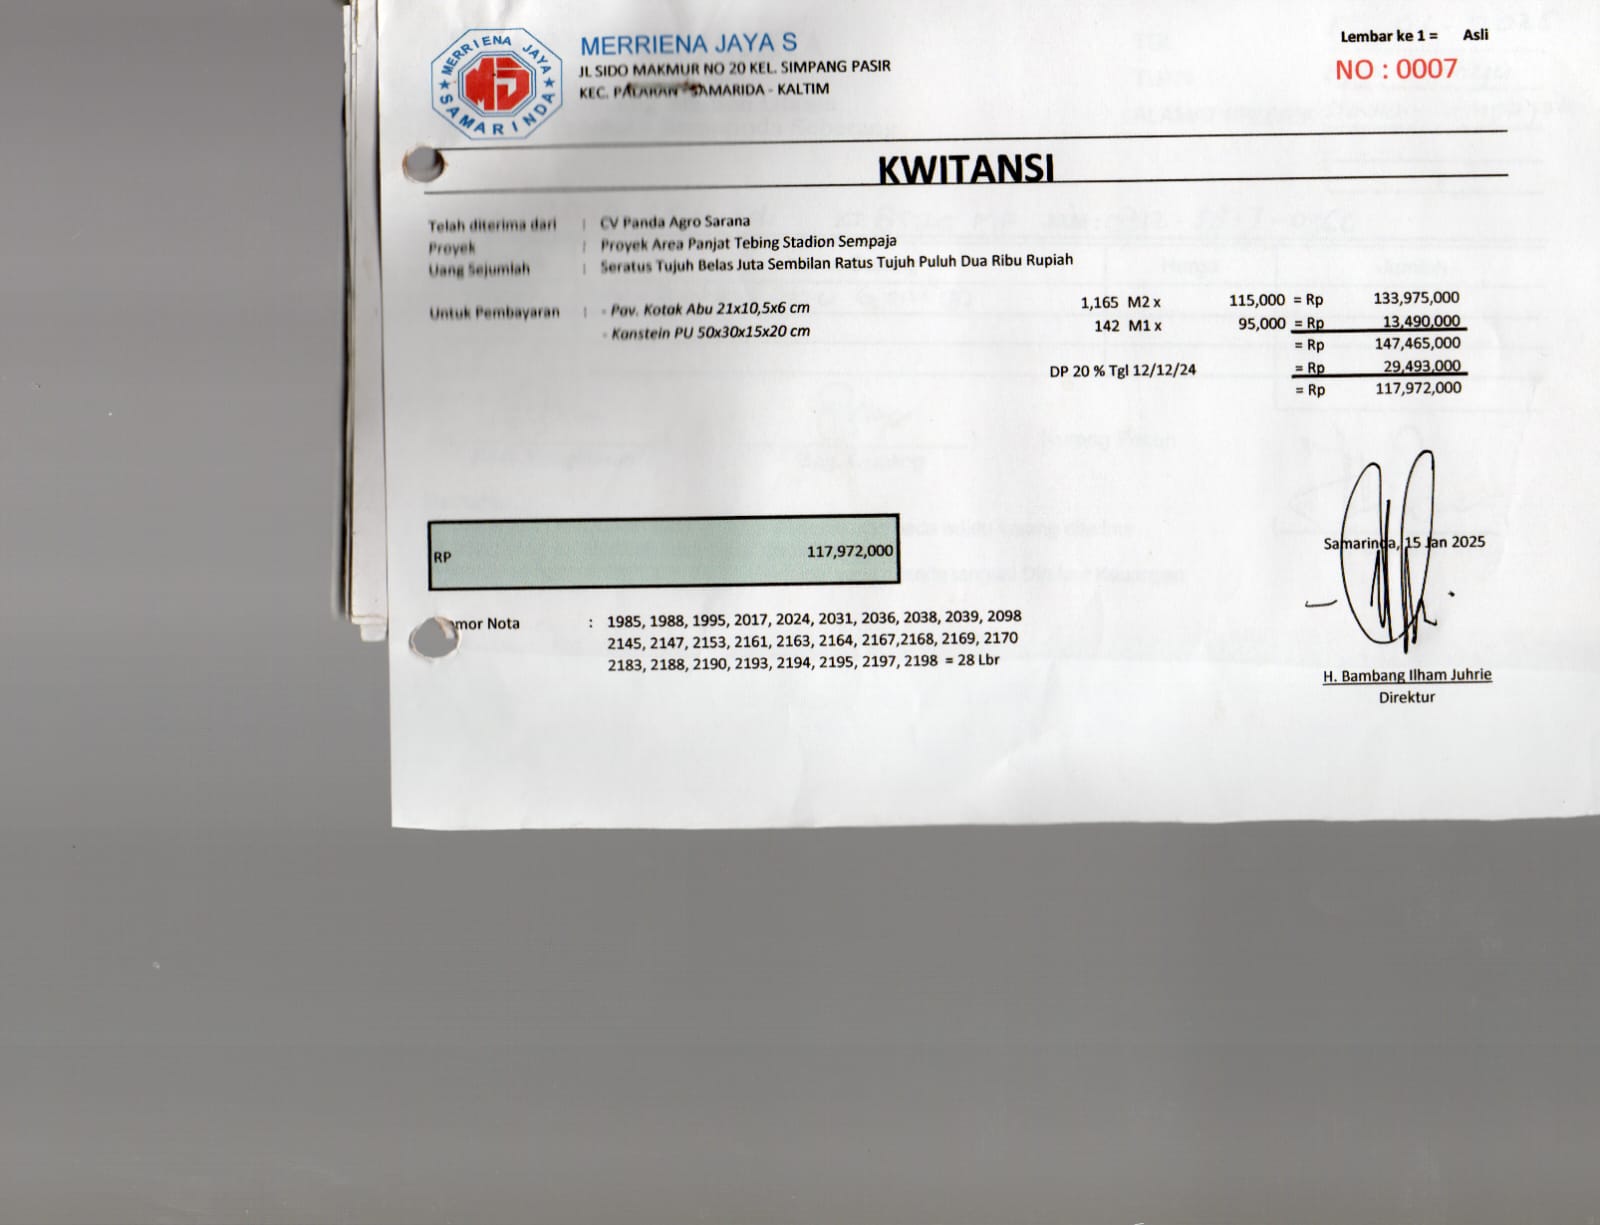 MERRIENA JAYA
SAMARINDA
MERRIENA JAYA S
JL SIDO MAKMUR NO 20 KEL. SIMPANG PASIR
KEC. PALARAN SAMARIDA - KALTIM
Lembar ke 1 = Asli
NO : 0007
KWITANSI
Telah diterima dari : CV Panda Agro Sarana
Proyek : Proyek Area Panjat Tebing Stadion Sempaja
Uang Sejumlah : Seratus Tujuh Belas Juta Sembilan Ratus Tujuh Puluh Dua Ribu Rupiah
Untuk Pembayaran : - Pav. Kotak Abu 21x10,5x6 cm 1,165 M2 x 115,000 = Rp 133,975,000
- Kanstein PU 50x30x15x20 cm 142 M1 x 95,000 = Rp 13,490,000
= Rp 147,465,000
DP 20 % Tgl 12/12/24 = Rp 29,493,000
= Rp 117,972,000
RP 117,972,000
Samarinda, 15 Jan 2025
mor Nota : 1985, 1988, 1995, 2017, 2024, 2031, 2036, 2038, 2039, 2098
2145, 2147, 2153, 2161, 2163, 2164, 2167,2168, 2169, 2170
2183, 2188, 2190, 2193, 2194, 2195, 2197, 2198 = 28 Lbr
H. Bambang Ilham Juhrie
Direktur